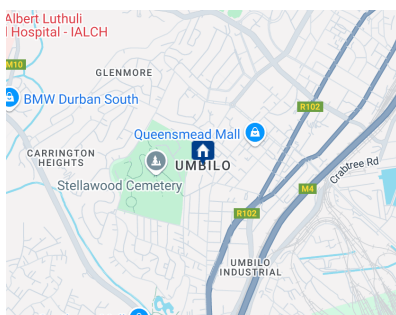 Albert Luthuli
l Hospital - IALCH
M10
GLENMORE
BMW Durban South
R102
Queensmead Mall
CARRINGTON
HEIGHTS
UMBILO
Stellawood Cemetery
Crabtree Rd
M4
R102
UMBILO
INDUSTRIAL